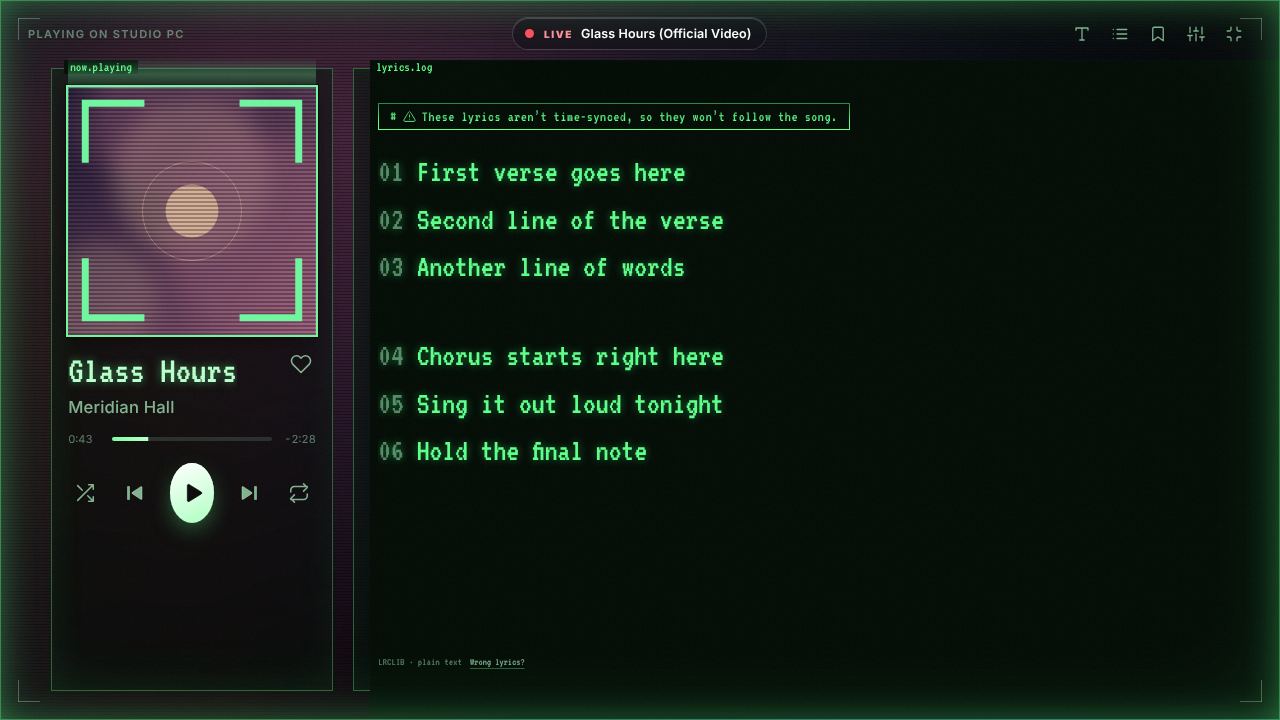 PLAYING ON STUDIO PC
LIVE Glass Hours (Official Video)
now.playing
Glass Hours
Meridian Hall
0:43 -2:28
lyrics.log
# ⚠ These lyrics aren't time-synced, so they won't follow the song.
01 First verse goes here
02 Second line of the verse
03 Another line of words
04 Chorus starts right here
05 Sing it out loud tonight
06 Hold the final note
LRCLIB · plain text Wrong lyrics?